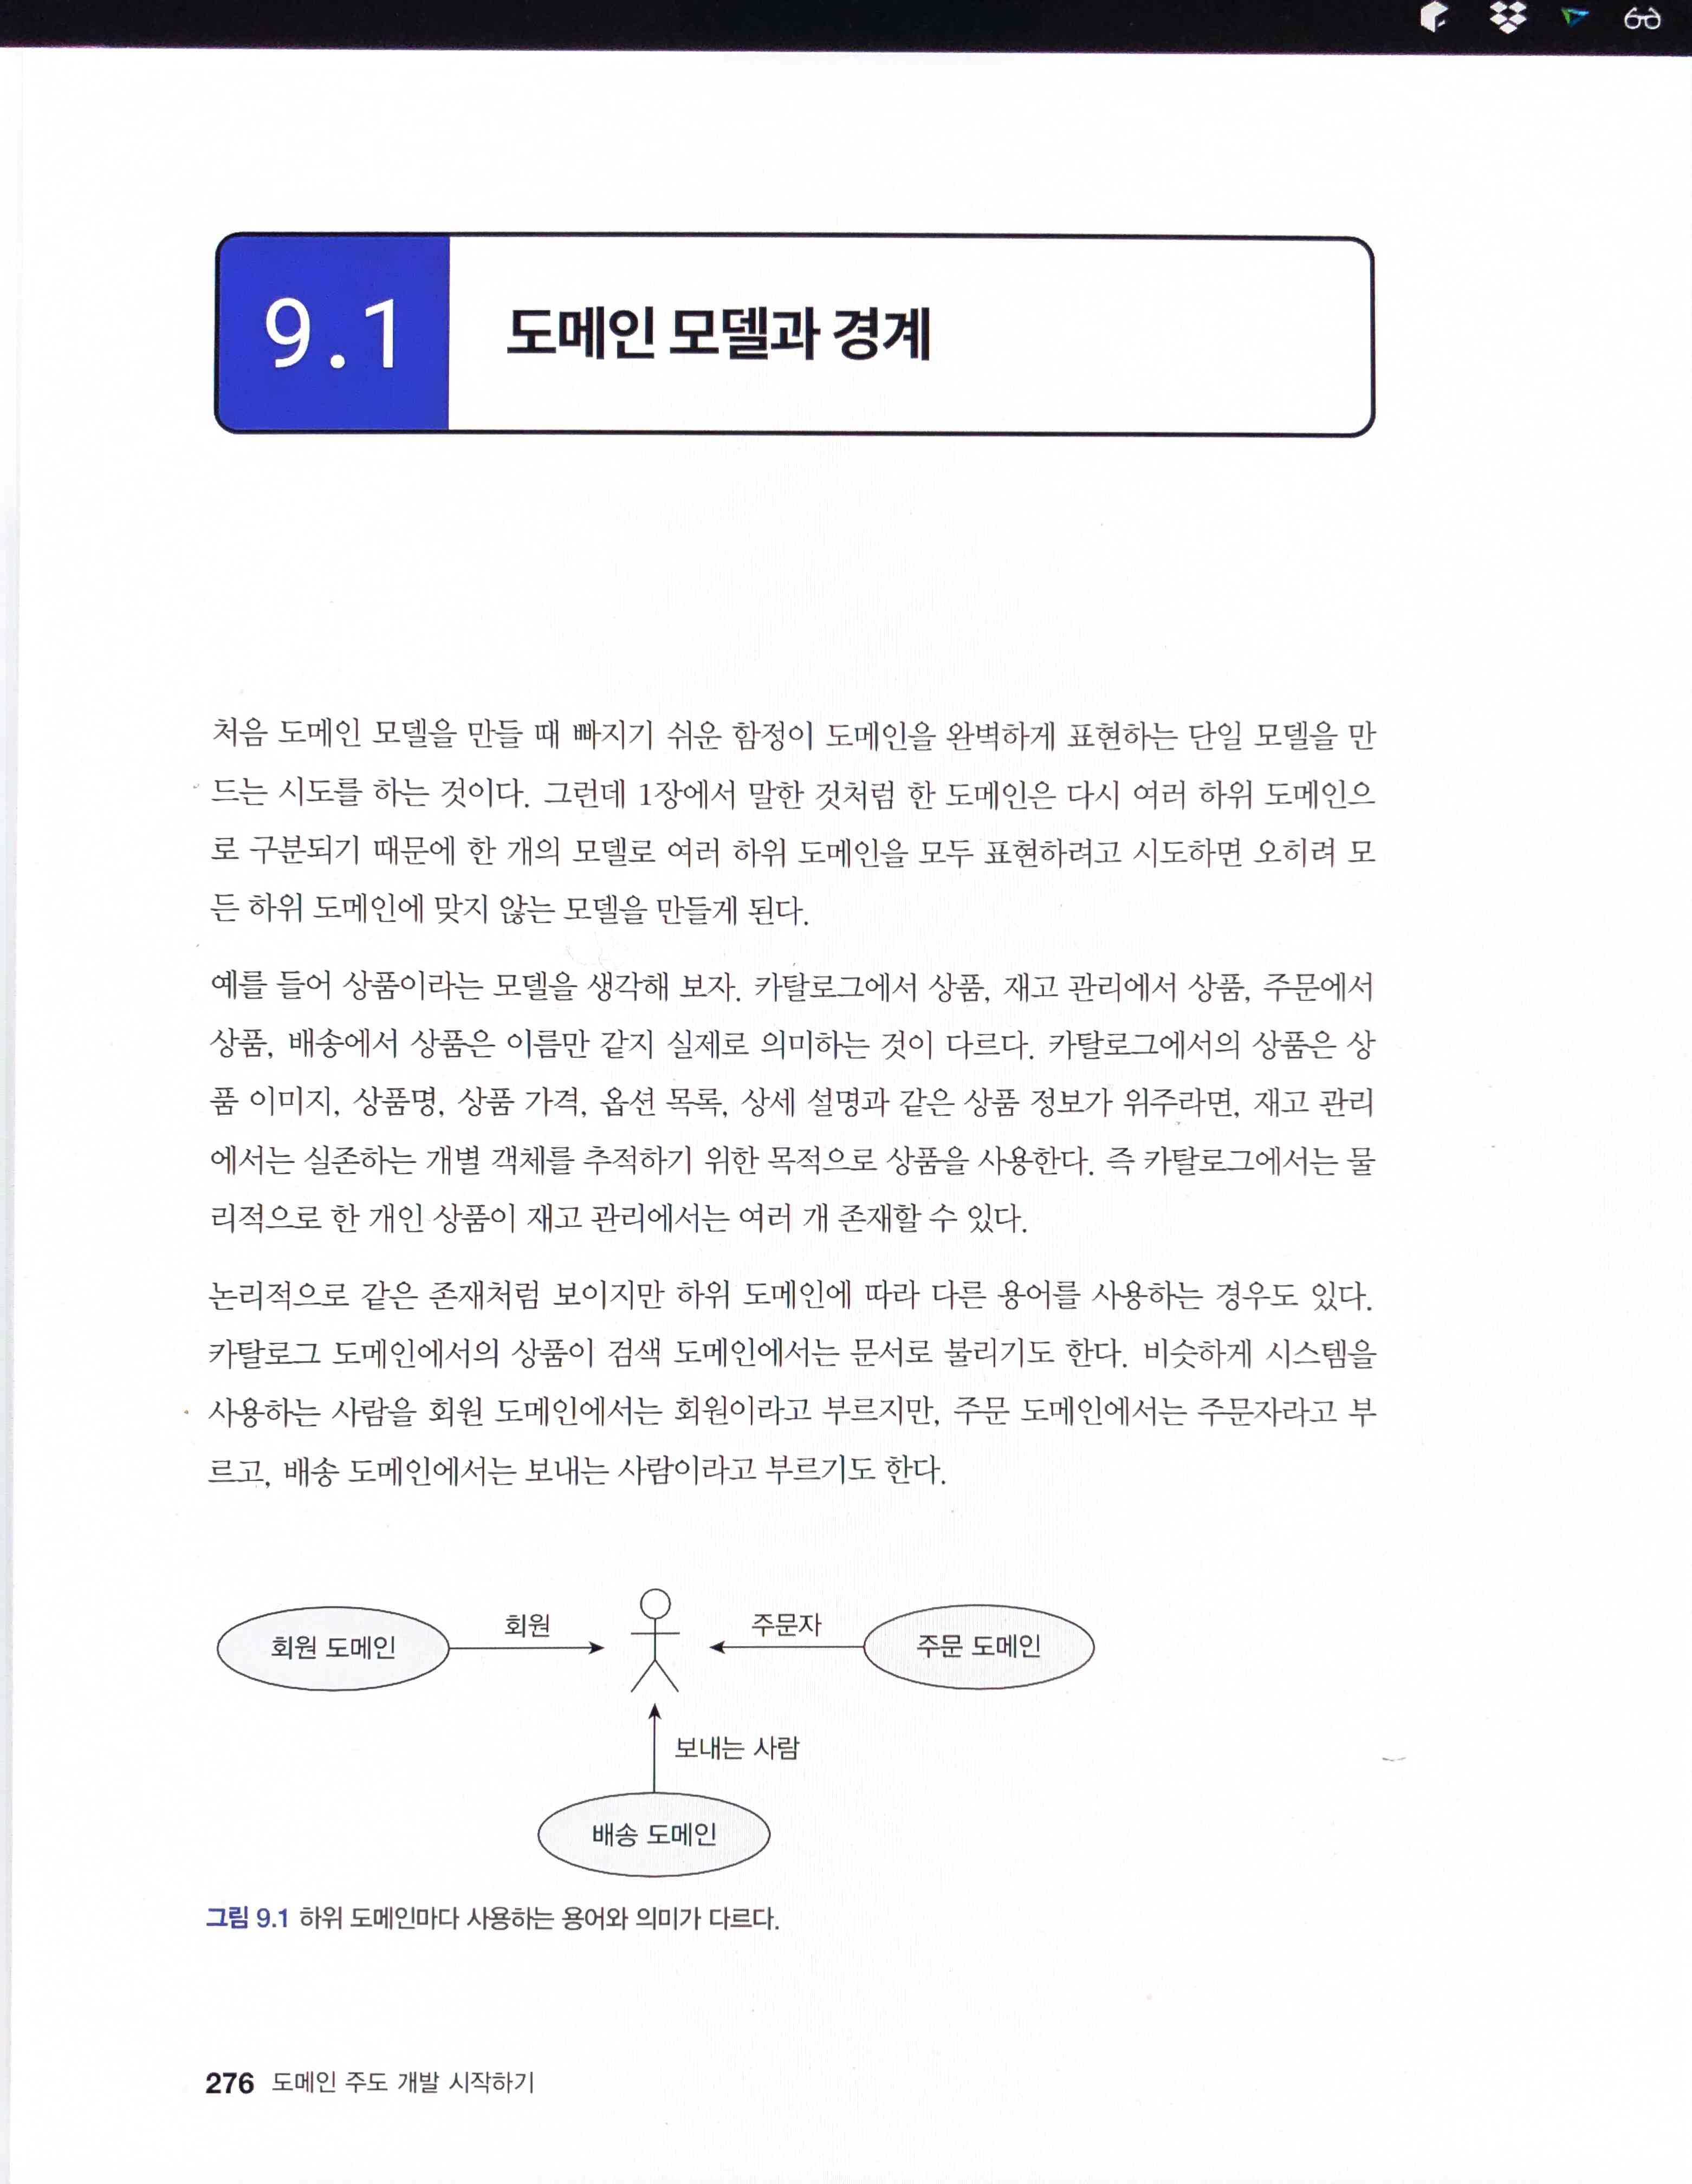 9.1 도메인 모델과 경계
처음 도메인 모델을 만들 때 빠지기 쉬운 함정이 도메인을 완벽하게 표현하는 단일 모델을 만
드는 시도를 하는 것이다. 그런데 1장에서 말한 것처럼 한 도메인은 다시 여러 하위 도메인으
로 구분되기 때문에 한 개의 모델로 여러 하위 도메인을 모두 표현하려고 시도하면 오히려 모
든 하위 도메인에 맞지 않는 모델을 만들게 된다.
예를 들어 상품이라는 모델을 생각해 보자. 카탈로그에서 상품, 재고 관리에서 상품, 주문에서
상품, 배송에서 상품은 이름만 같지 실제로 의미하는 것이 다르다. 카탈로그에서의 상품은 상
품 이미지, 상품명, 상품 가격, 옵션 목록, 상세 설명과 같은 상품 정보가 위주라면, 재고 관리
에서는 실존하는 개별 객체를 추적하기 위한 목적으로 상품을 사용한다. 즉 카탈로그에서는 물
리적으로 한 개인 상품이 재고 관리에서는 여러 개 존재할 수 있다.
논리적으로 같은 존재처럼 보이지만 하위 도메인에 따라 다른 용어를 사용하는 경우도 있다.
카탈로그 도메인에서의 상품이 검색 도메인에서는 문서로 불리기도 한다. 비슷하게 시스템을
사용하는 사람을 회원 도메인에서는 회원이라고 부르지만, 주문 도메인에서는 주문자라고 부
르고, 배송 도메인에서는 보내는 사람이라고 부르기도 한다.
회원 도메인
회원
주문자
주문 도메인
보내는 사람
배송 도메인
그림 9.1 하위 도메인마다 사용하는 용어와 의미가 다르다.
276 도메인 주도 개발 시작하기